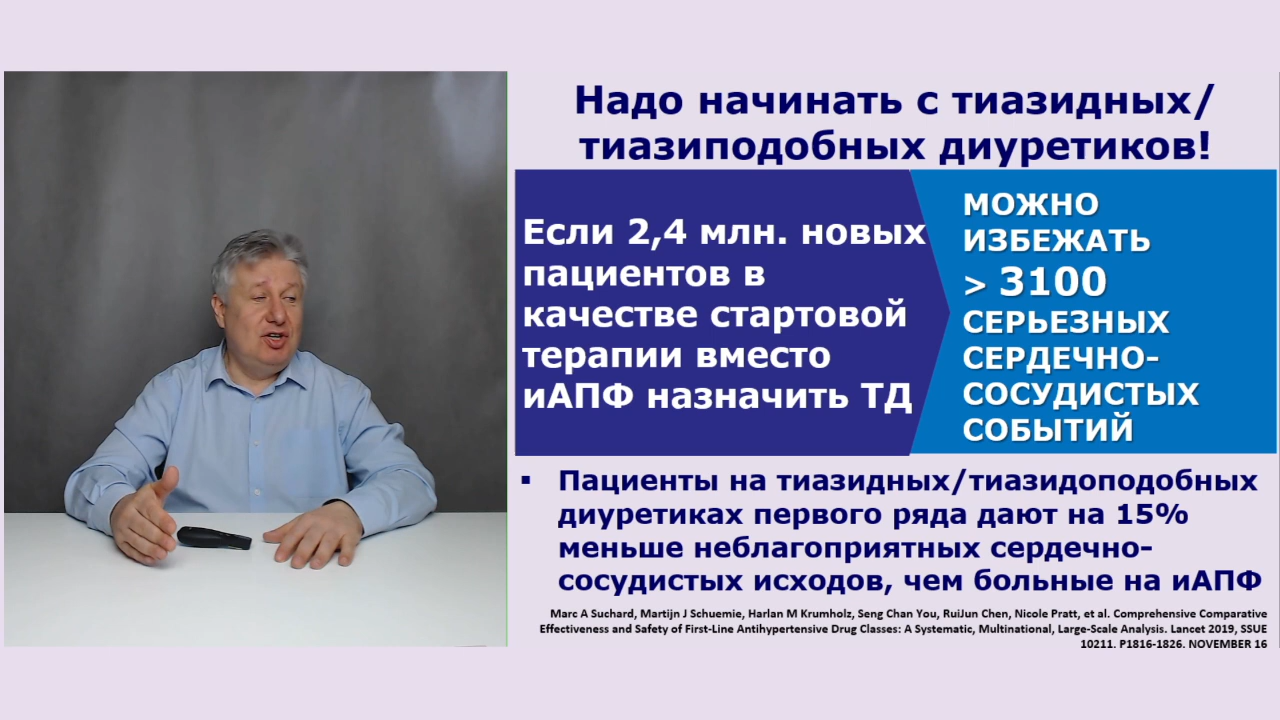 Надо начинать с тиазидных/
тиазиподобных диуретиков!
Если 2,4 млн. новых
пациентов в
качестве стартовой
терапии вместо
иАПФ назначить ТД
МОЖНО
ИЗБЕЖАТЬ
> 3100
СЕРЬЕЗНЫХ
СЕРДЕЧНО-
СОСУДИСТЫХ
СОБЫТИЙ
▪ Пациенты на тиазидных/тиазидоподобных
диуретиках первого ряда дают на 15%
меньше неблагоприятных сердечно-
сосудистых исходов, чем больные на иАПФ
Marc A Suchard, Martijn J Schuemie, Harlan M Krumholz, Seng Chan You, RuiJun Chen, Nicole Pratt, et al. Comprehensive Comparative
Effectiveness and Safety of First-Line Antihypertensive Drug Classes: A Systematic, Multinational, Large-Scale Analysis. Lancet 2019, SSUE
10211. P1816-1826. NOVEMBER 16